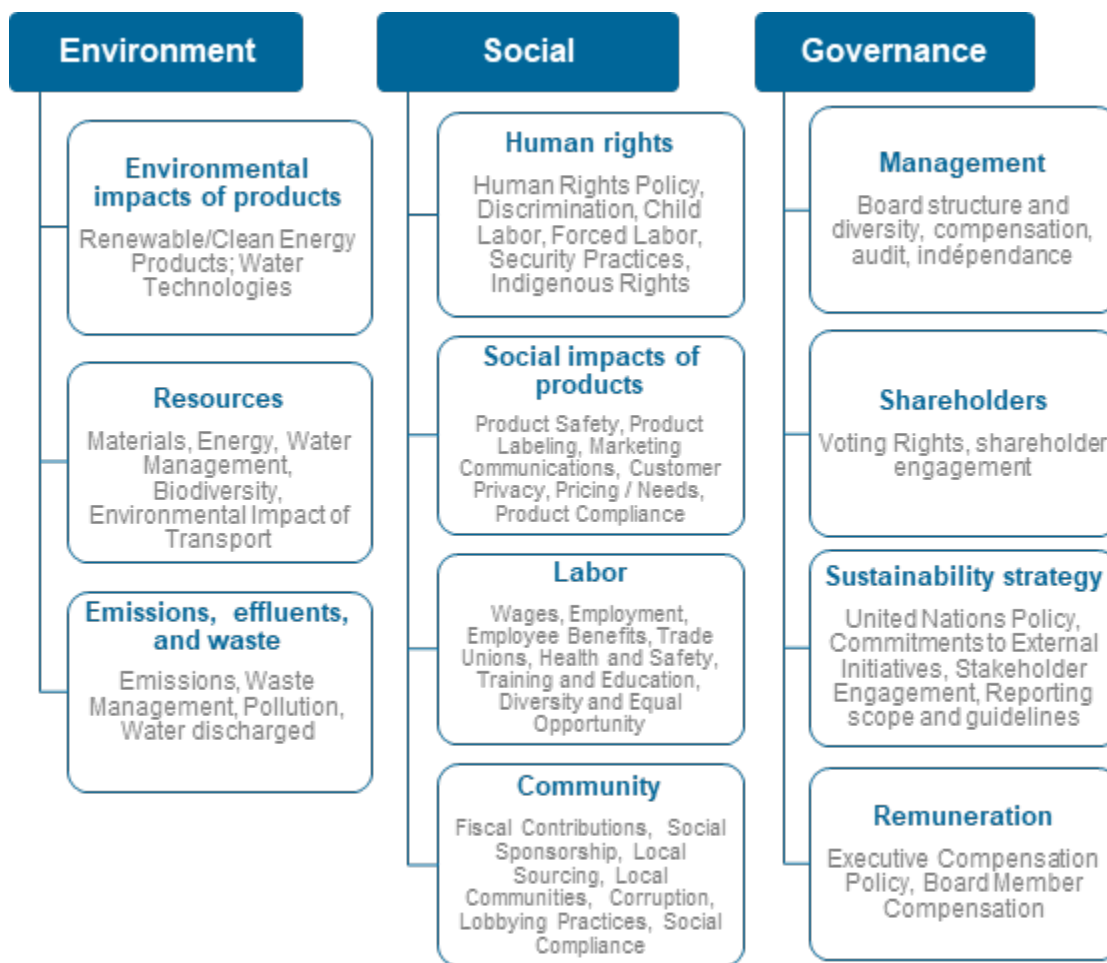 Environment
Environmental
impacts of products
Renewable/Clean Energy
Products; Water
Technologies
Resources
Materials, Energy, Water
Management,
Biodiversity,
Environmental Impact of
Transport
Emissions, effluents,
and waste
Emissions, Waste
Management, Pollution,
Water discharged
Social
Human rights
Human Rights Policy,
Discrimination, Child
Labor, Forced Labor,
Security Practices,
Indigenous Rights
Social impacts of
products
Product Safety, Product
Labeling, Marketing
Communications, Customer
Privacy, Pricing / Needs,
Product Compliance
Labor
Wages, Employment,
Employee Benefits, Trade
Unions, Health and Safety,
Training and Education,
Diversity and Equal
Opportunity
Community
Fiscal Contributions, Social
Sponsorship, Local
Sourcing, Local
Communities, Corruption,
Lobbying Practices, Social
Compliance
Governance
Management
Board structure and
diversity, compensation,
audit, indépendance
Shareholders
Voting Rights, shareholder
engagement
Sustainability strategy
United Nations Policy,
Commitments to External
Initiatives, Stakeholder
Engagement, Reporting
scope and guidelines
Remuneration
Executive Compensation
Policy, Board Member
Compensation